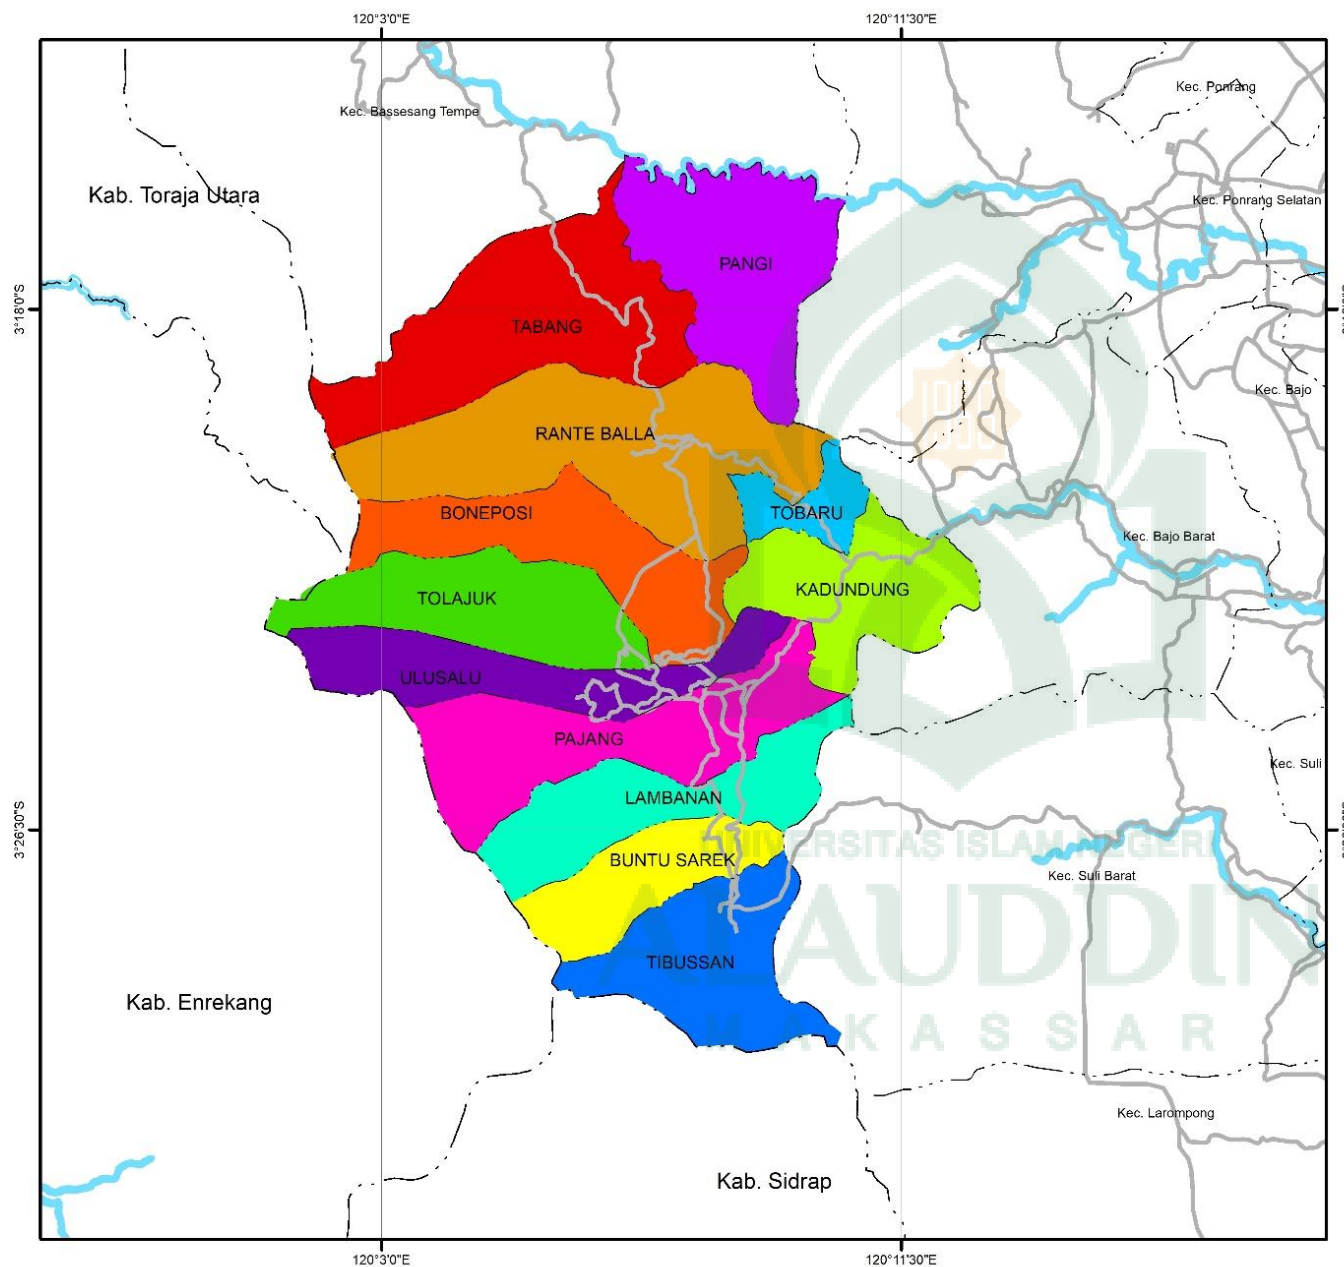 120°3'0"E
120°11'30"E
Kec. Ponrang
Kec. Bassesang Tempe
Kab. Toraja Utara
Kec. Ponrang Selatan
PANGI
3°18'0"S
TABANG
Kec. Bajo
RANTE BALLA
BONEPOSI
TOBARU
Kec. Bajo Barat
TOLAJUK
KADUNDUNG
ULUSALU
PAJANG
Kec. Suli
LAMBANAN
3°26'30"S
UNIVERSITAS ISLAM NEGERI
BUNTU SAREK
Kec. Suli Barat
ALAUDDIN
TIBUSSAN
Kab. Enrekang
MAKASSAR
Kec. Larompong
Kab. Sidrap
120°3'0"E
120°11'30"E